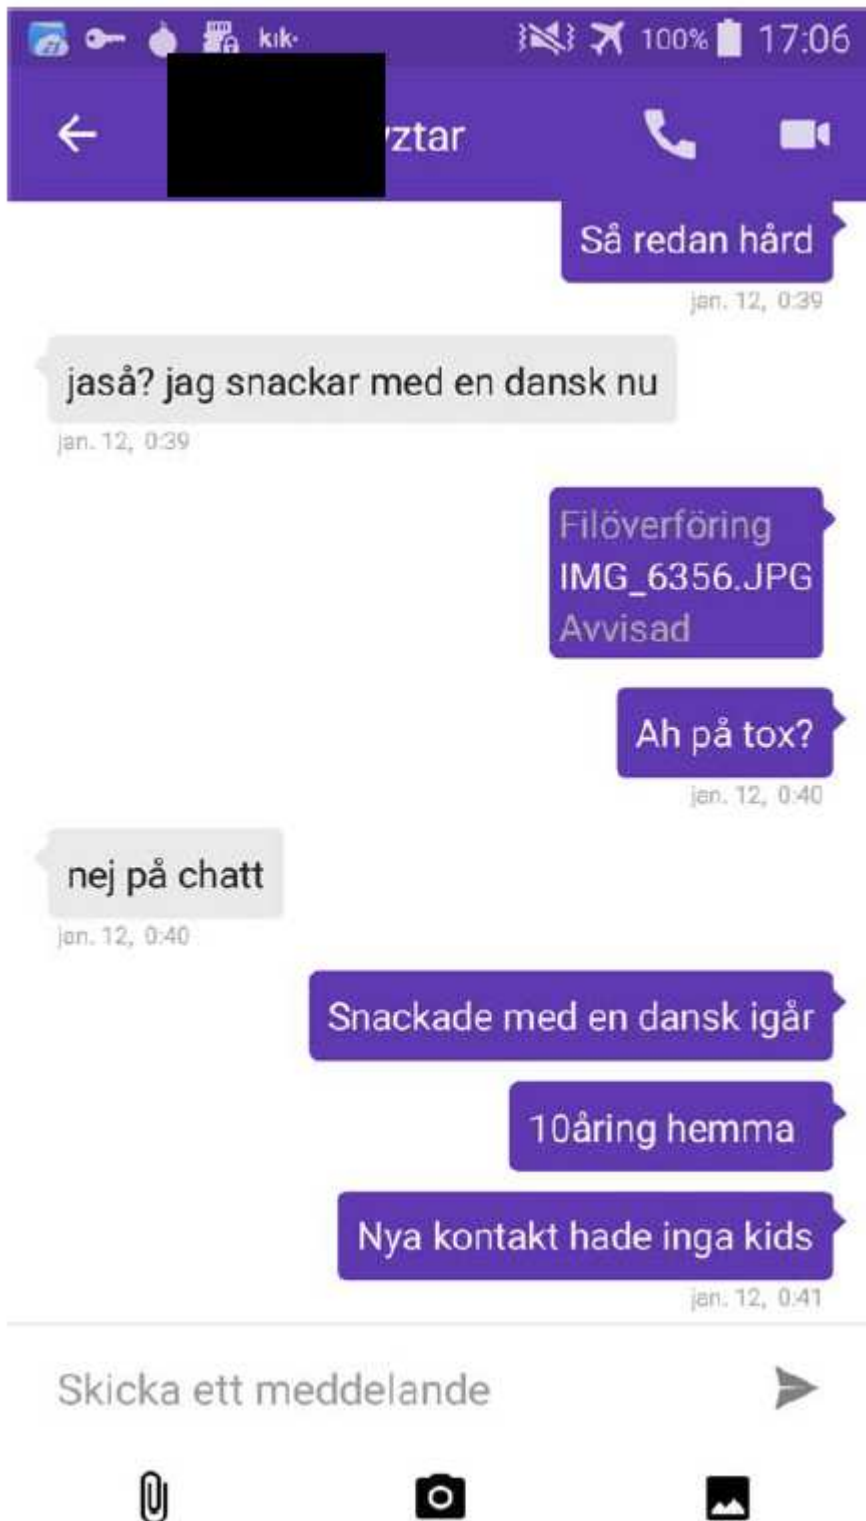 kik·
100% 17:06
ztar
Så redan hård
jan. 12, 0:39
jaså? jag snackar med en dansk nu
jan. 12, 0:39
Filöverföring
IMG_6356.JPG
Avvisad
Ah på tox?
jan. 12, 0:40
nej på chatt
jan. 12, 0:40
Snackade med en dansk igår
10åring hemma
Nya kontakt hade inga kids
jan. 12, 0:41
Skicka ett meddelande